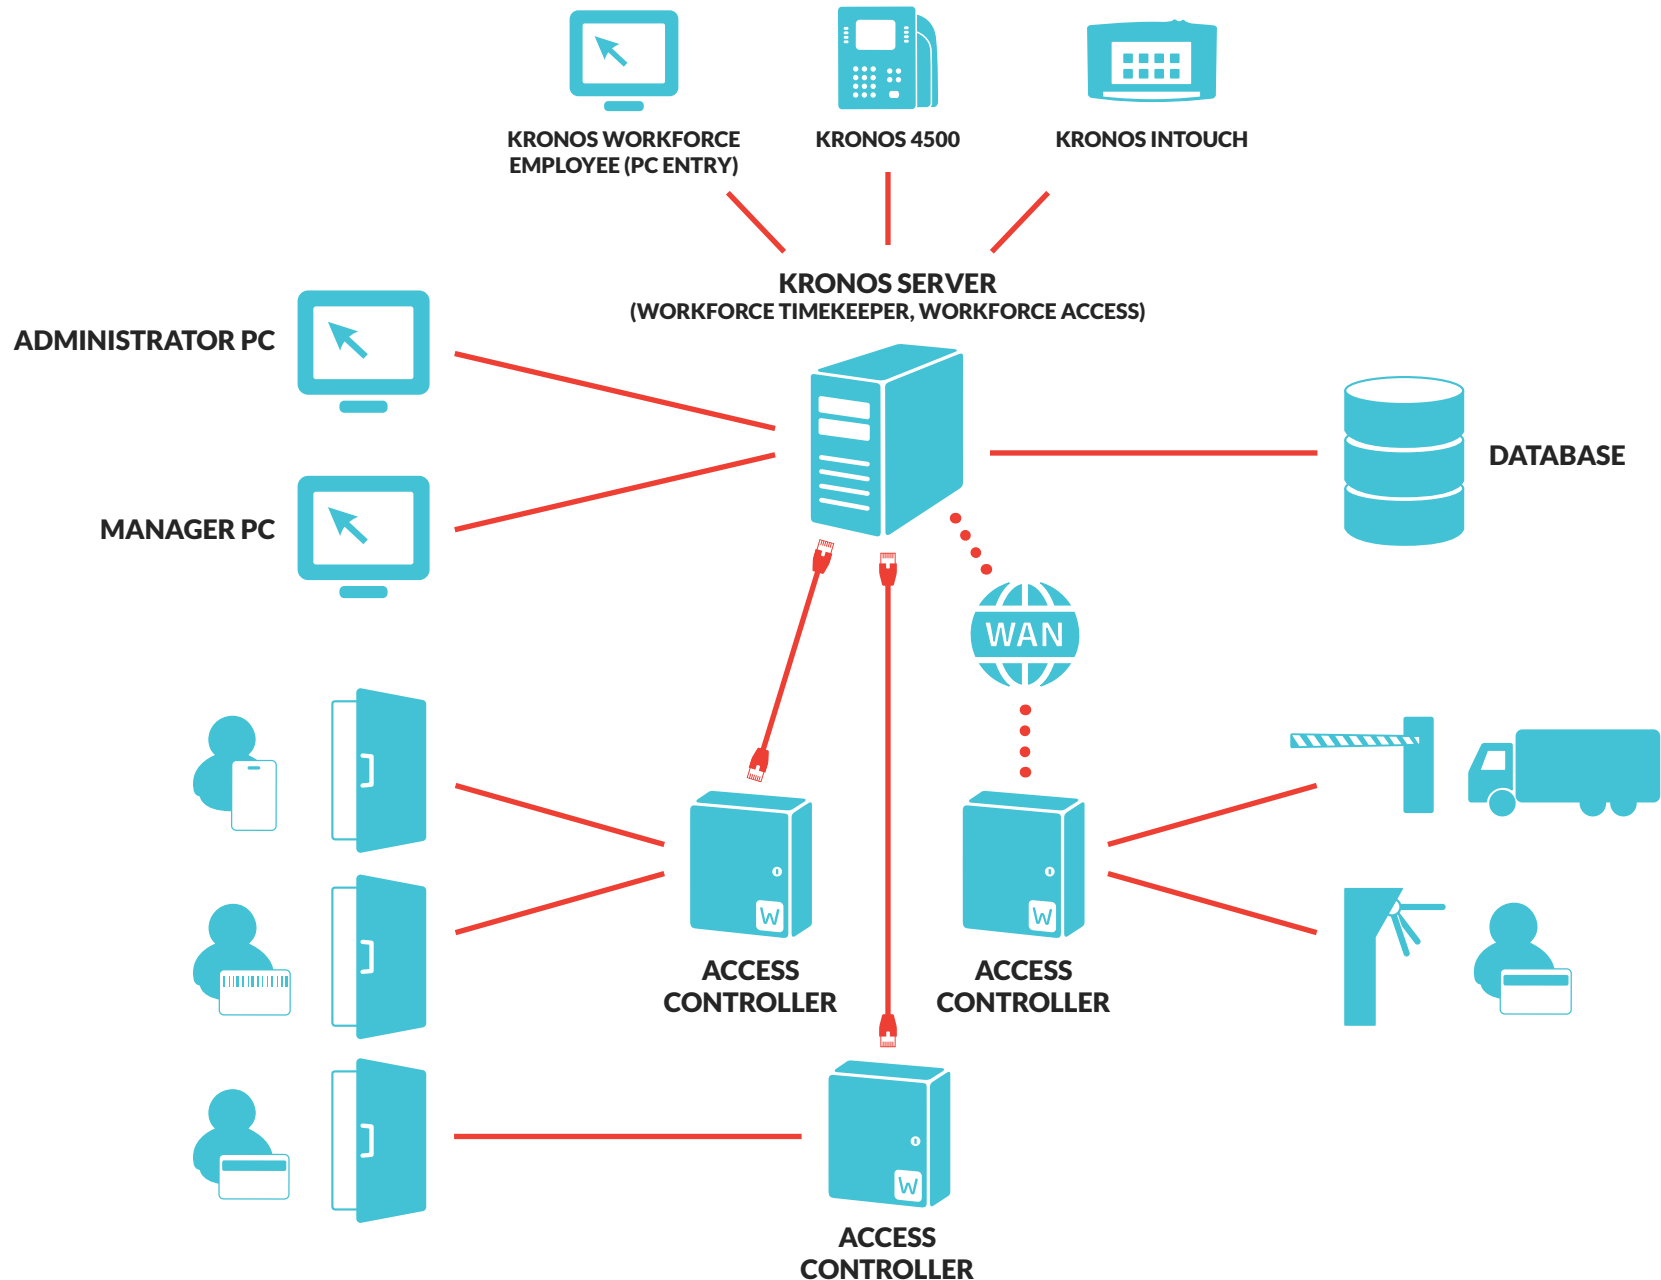 KRONOS WORKFORCE
EMPLOYEE (PC ENTRY)
KRONOS 4500
KRONOS INTOUCH
KRONOS SERVER
(WORKFORCE TIMEKEEPER, WORKFORCE ACCESS)
ADMINISTRATOR PC
DATABASE
MANAGER PC
WAN
W
W
ACCESS
CONTROLLER
ACCESS
CONTROLLER
W
ACCESS
CONTROLLER